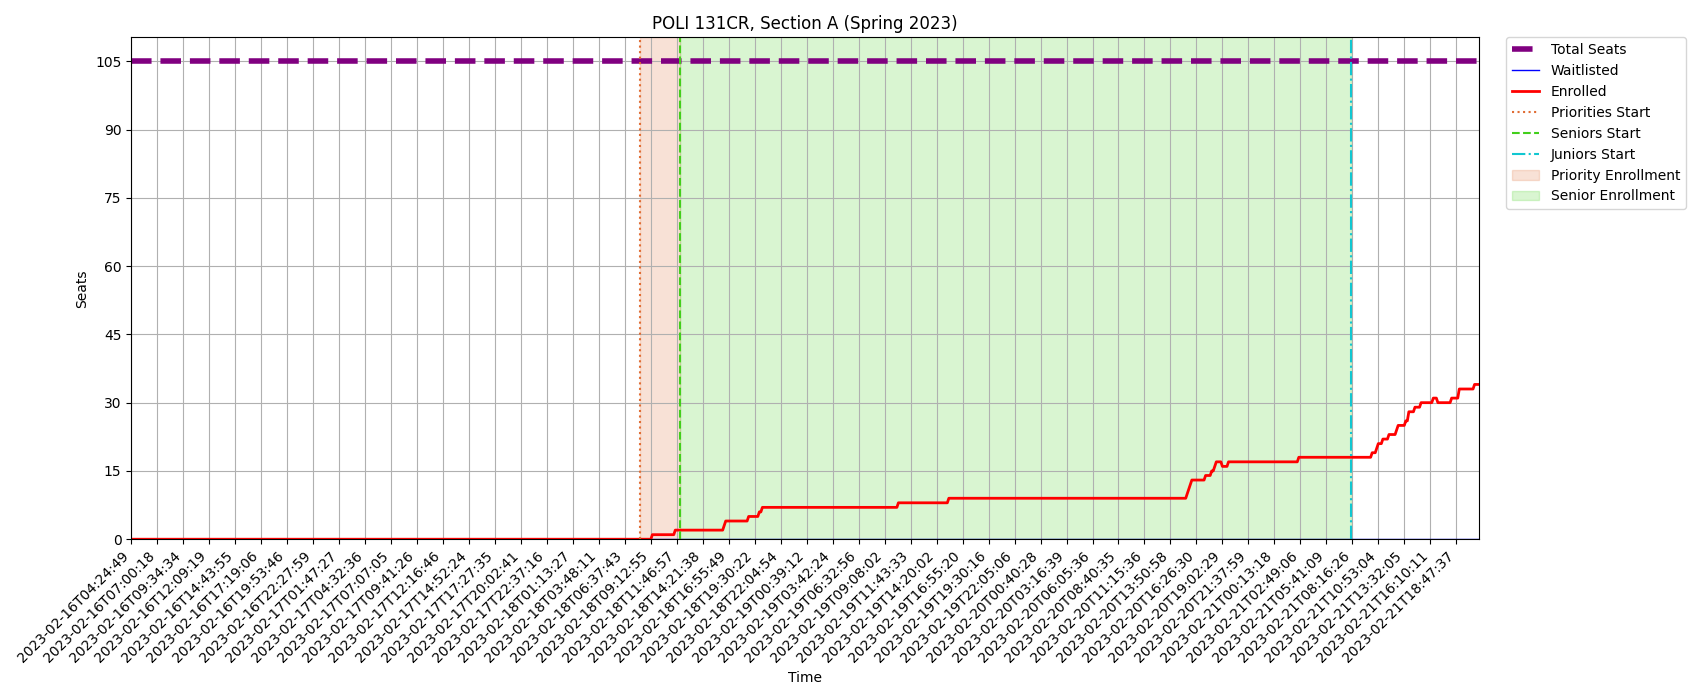 POLI 131CR, Section A (Spring 2023)
Total Seats
Waitlisted
Enrolled
Priorities Start
Seniors Start
Juniors Start
Priority Enrollment
Senior Enrollment
Seats
105
90
75
60
45
30
15
0
2023-02-16T04:24:49
2023-02-16T07:00:18
2023-02-16T09:34:34
2023-02-16T12:09:19
2023-02-16T14:43:55
2023-02-16T17:19:06
2023-02-16T19:53:46
2023-02-16T22:27:59
2023-02-17T01:47:27
2023-02-17T04:32:36
2023-02-17T07:07:05
2023-02-17T09:41:26
2023-02-17T12:16:46
2023-02-17T14:52:24
2023-02-17T17:27:35
2023-02-17T20:02:41
2023-02-17T22:37:16
2023-02-18T01:13:27
2023-02-18T03:48:11
2023-02-18T06:37:43
2023-02-18T09:12:55
2023-02-18T11:46:57
2023-02-18T14:21:38
2023-02-18T16:55:49
2023-02-18T19:30:22
2023-02-18T22:04:54
2023-02-19T00:39:12
2023-02-19T03:42:24
2023-02-19T06:32:56
2023-02-19T09:08:02
2023-02-19T11:43:33
2023-02-19T14:20:02
2023-02-19T16:55:20
2023-02-19T19:30:16
2023-02-19T22:05:06
2023-02-20T00:40:28
2023-02-20T03:16:39
2023-02-20T06:05:36
2023-02-20T08:40:35
2023-02-20T11:15:36
2023-02-20T13:50:58
2023-02-20T16:26:30
2023-02-20T19:02:29
2023-02-20T21:37:59
2023-02-21T00:13:18
2023-02-21T02:49:06
2023-02-21T05:41:09
2023-02-21T08:16:26
2023-02-21T10:53:04
2023-02-21T13:32:05
2023-02-21T16:10:11
2023-02-21T18:47:37
Time